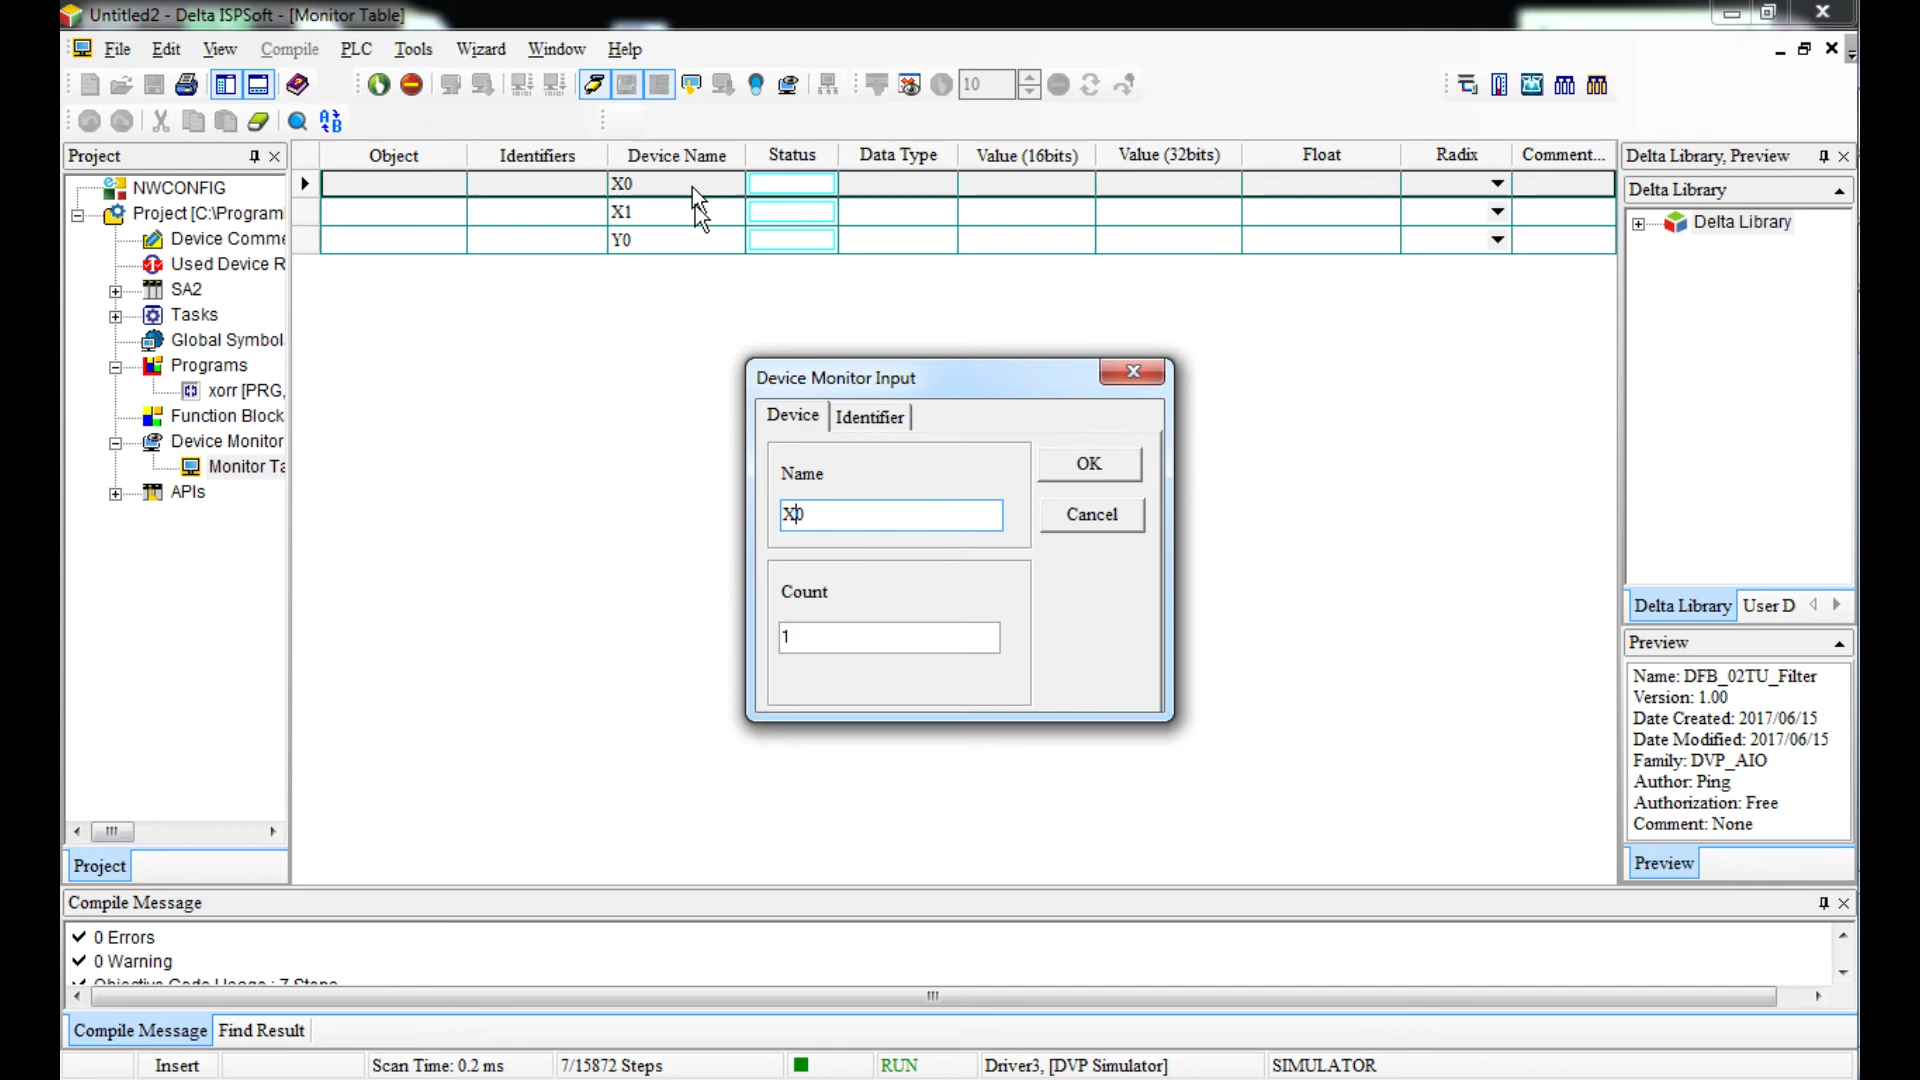 Untitled2 - Delta ISPSoft - [Monitor Table]
File Edit View Compile PLC Tools Wizard Window Help
10
Project
NWCONFIG
Project [C:\Program
Device Comme
Used Device R
SA2
Tasks
Global Symbol
Programs
xorr [PRG,
Function Block
Device Monitor
Monitor Ta
APIs
Project
Object Identifiers Device Name Status Data Type Value (16bits) Value (32bits) Float Radix Comment...
X0
X1
Y0
Device Monitor Input
Device Identifier
Name
X0
OK
Cancel
Count
1
Delta Library, Preview
Delta Library
Delta Library
Delta Library User D
Preview
Name: DFB_02TU_Filter
Version: 1.00
Date Created: 2017/06/15
Date Modified: 2017/06/15
Family: DVP_AIO
Author: Ping
Authorization: Free
Comment: None
Preview
Compile Message
0 Errors
0 Warning
Objective Code Usage : 7 Steps
Compile Message Find Result
Insert Scan Time: 0.2 ms 7/15872 Steps RUN Driver3, [DVP Simulator] SIMULATOR